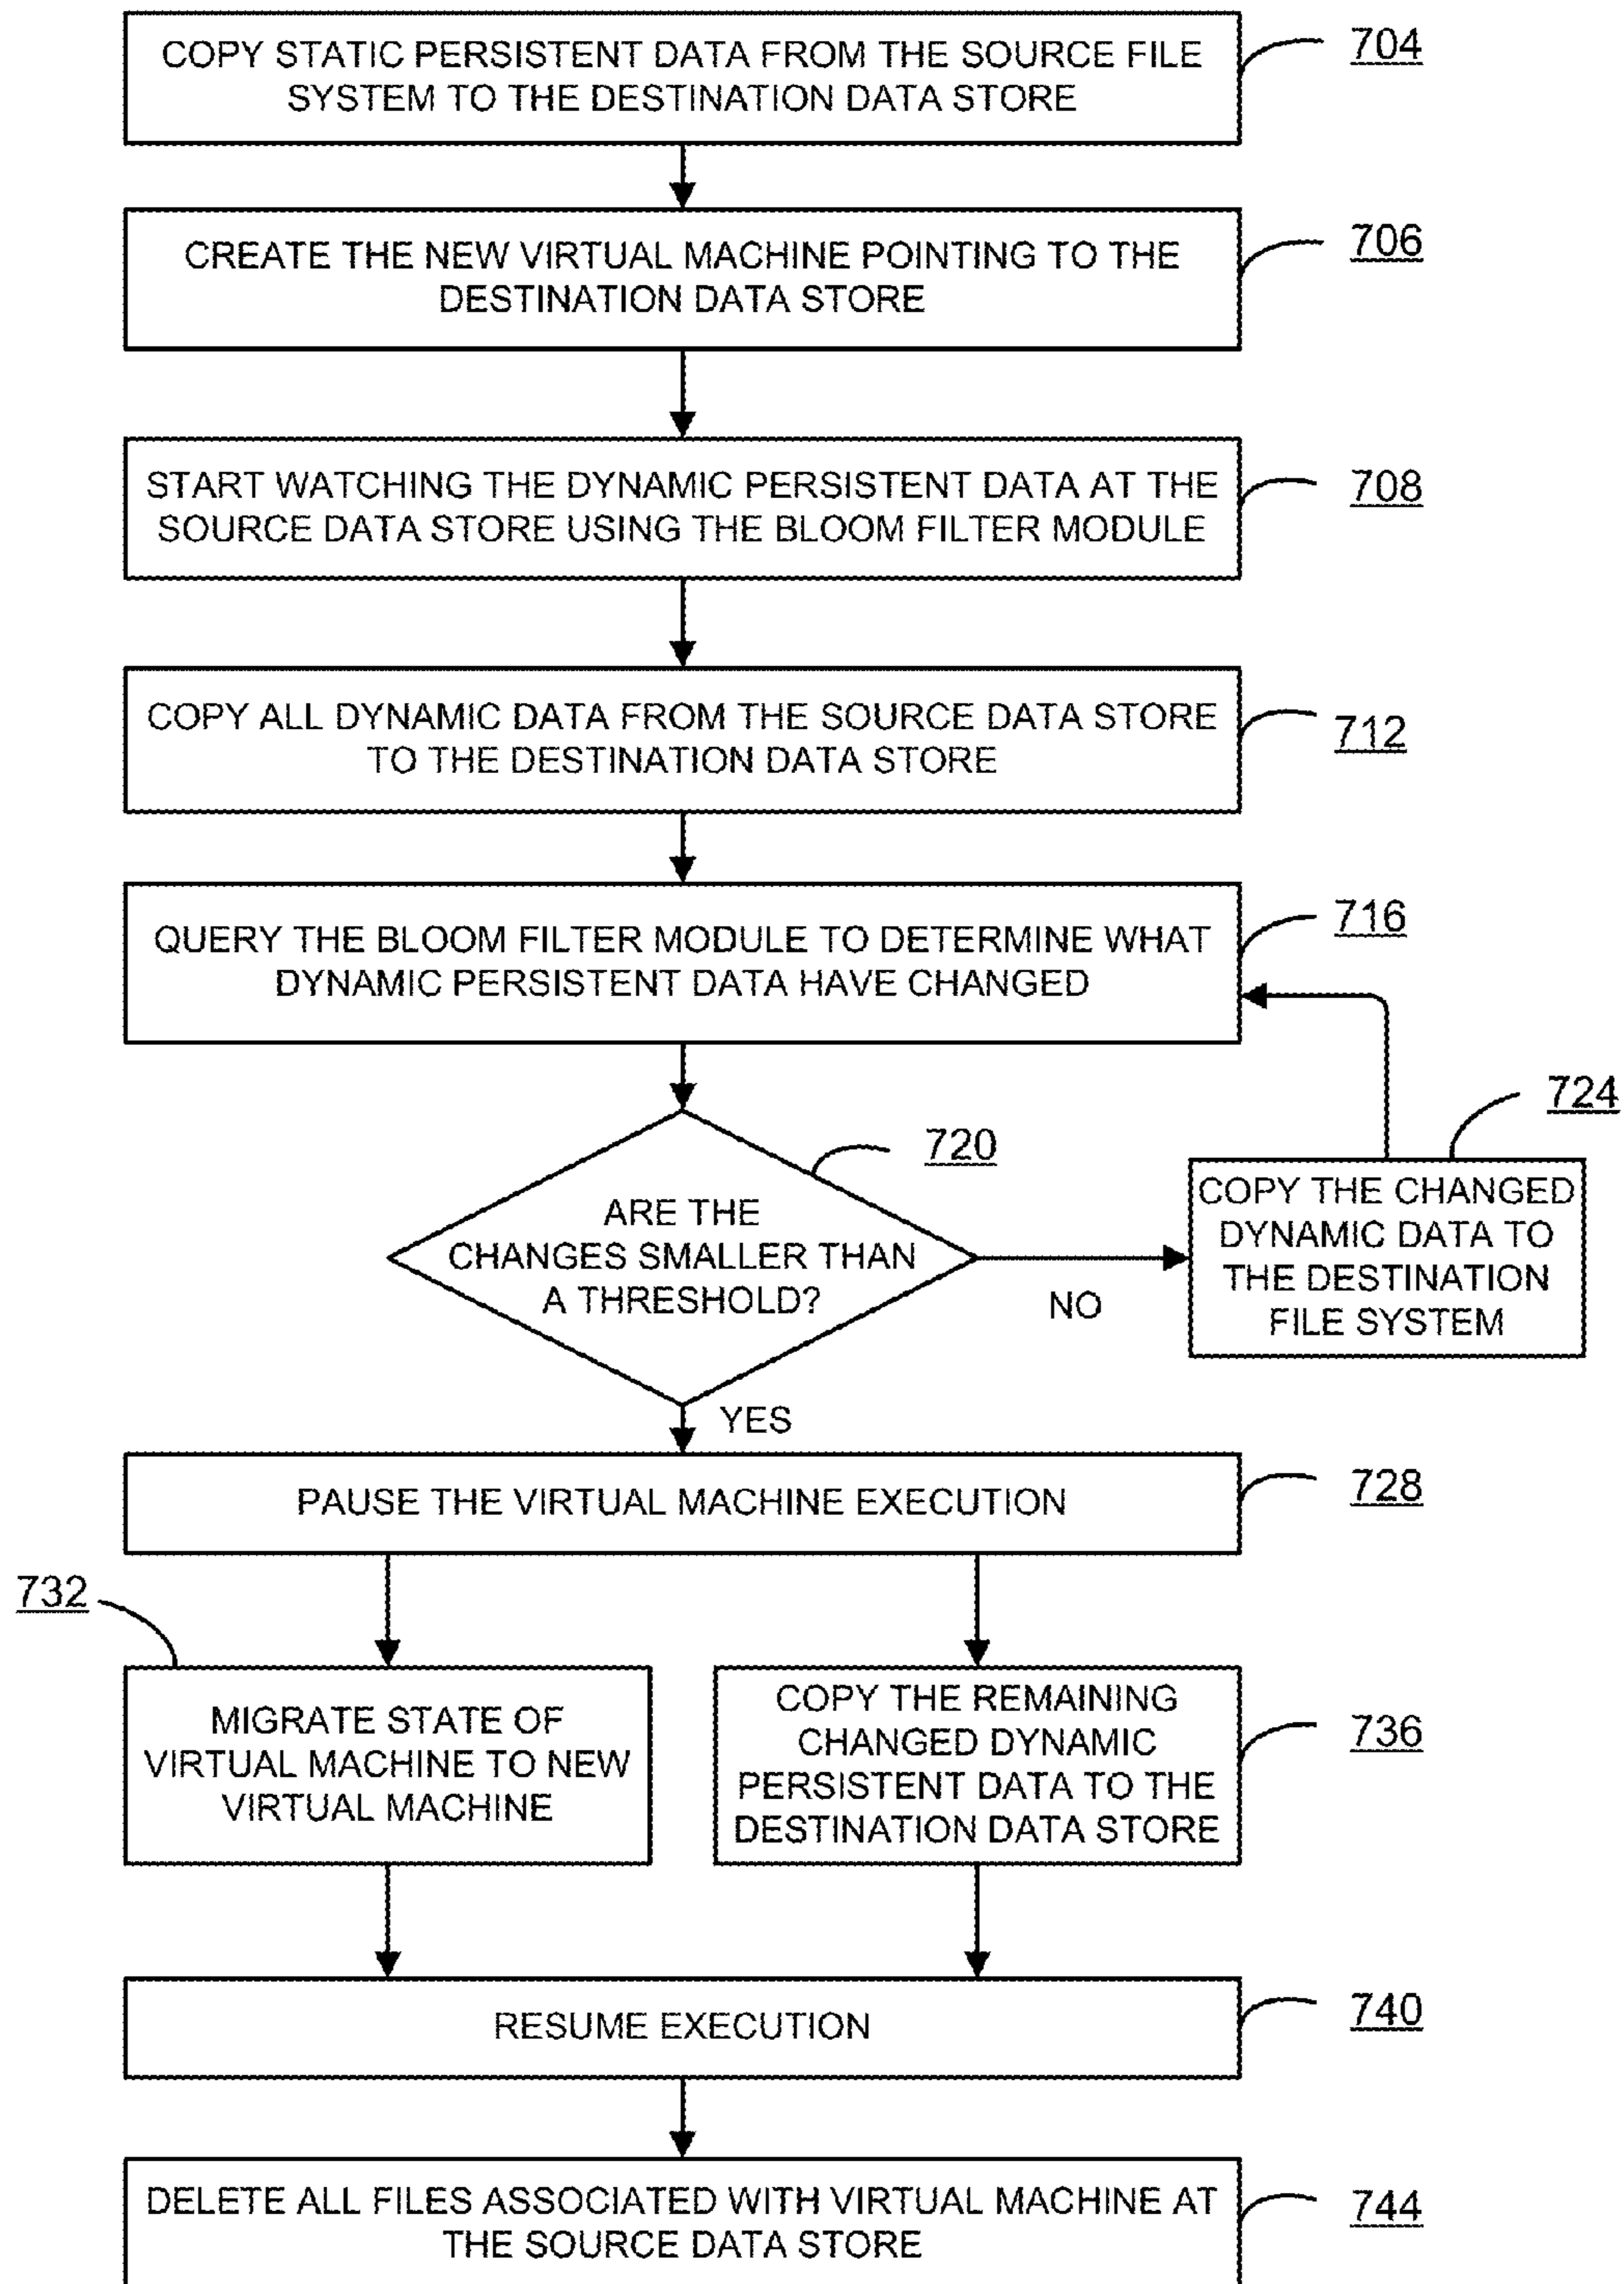 COPY STATIC PERSISTENT DATA FROM THE SOURCE FILE
SYSTEM TO THE DESTINATION DATA STORE
704
CREATE THE NEW VIRTUAL MACHINE POINTING TO THE
DESTINATION DATA STORE
706
START WATCHING THE DYNAMIC PERSISTENT DATA AT THE
SOURCE DATA STORE USING THE BLOOM FILTER MODULE
708
COPY ALL DYNAMIC DATA FROM THE SOURCE DATA STORE
TO THE DESTINATION DATA STORE
712
QUERY THE BLOOM FILTER MODULE TO DETERMINE WHAT
DYNAMIC PERSISTENT DATA HAVE CHANGED
716
720
ARE THE
CHANGES SMALLER THAN
A THRESHOLD?
NO
724
COPY THE CHANGED
DYNAMIC DATA TO
THE DESTINATION
FILE SYSTEM
YES
PAUSE THE VIRTUAL MACHINE EXECUTION
728
732
MIGRATE STATE OF
VIRTUAL MACHINE TO NEW
VIRTUAL MACHINE
COPY THE REMAINING
CHANGED DYNAMIC
PERSISTENT DATA TO THE
DESTINATION DATA STORE
736
RESUME EXECUTION
740
DELETE ALL FILES ASSOCIATED WITH VIRTUAL MACHINE AT
THE SOURCE DATA STORE
744